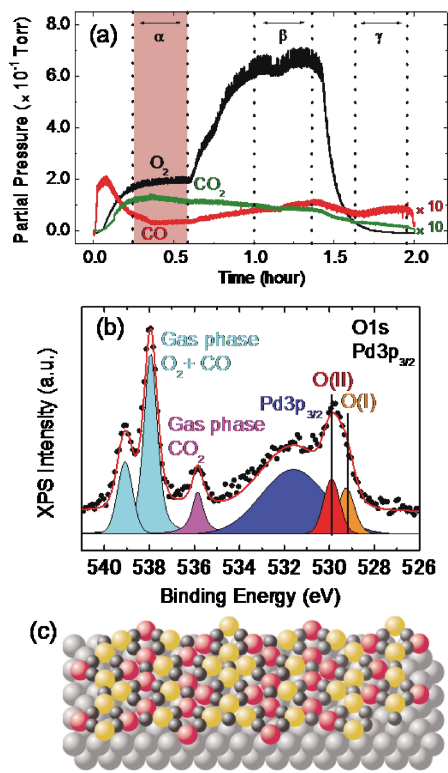 (a)
α
β
γ
8.0
6.0
4.0
2.0
0.0
Partial Pressure (× 10⁻¹ Torr)
O₂
CO₂
CO
× 10
× 10
0.0 0.5 1.0 1.5 2.0
Time (hour)
(b)
O1s
Pd3p₃/₂
Gas phase
O₂ + CO
Gas phase
CO₂
Pd3p₃/₂
O(II)
O(I)
XPS Intensity (a.u.)
540 538 536 534 532 530 528 526
Binding Energy (eV)
(c)